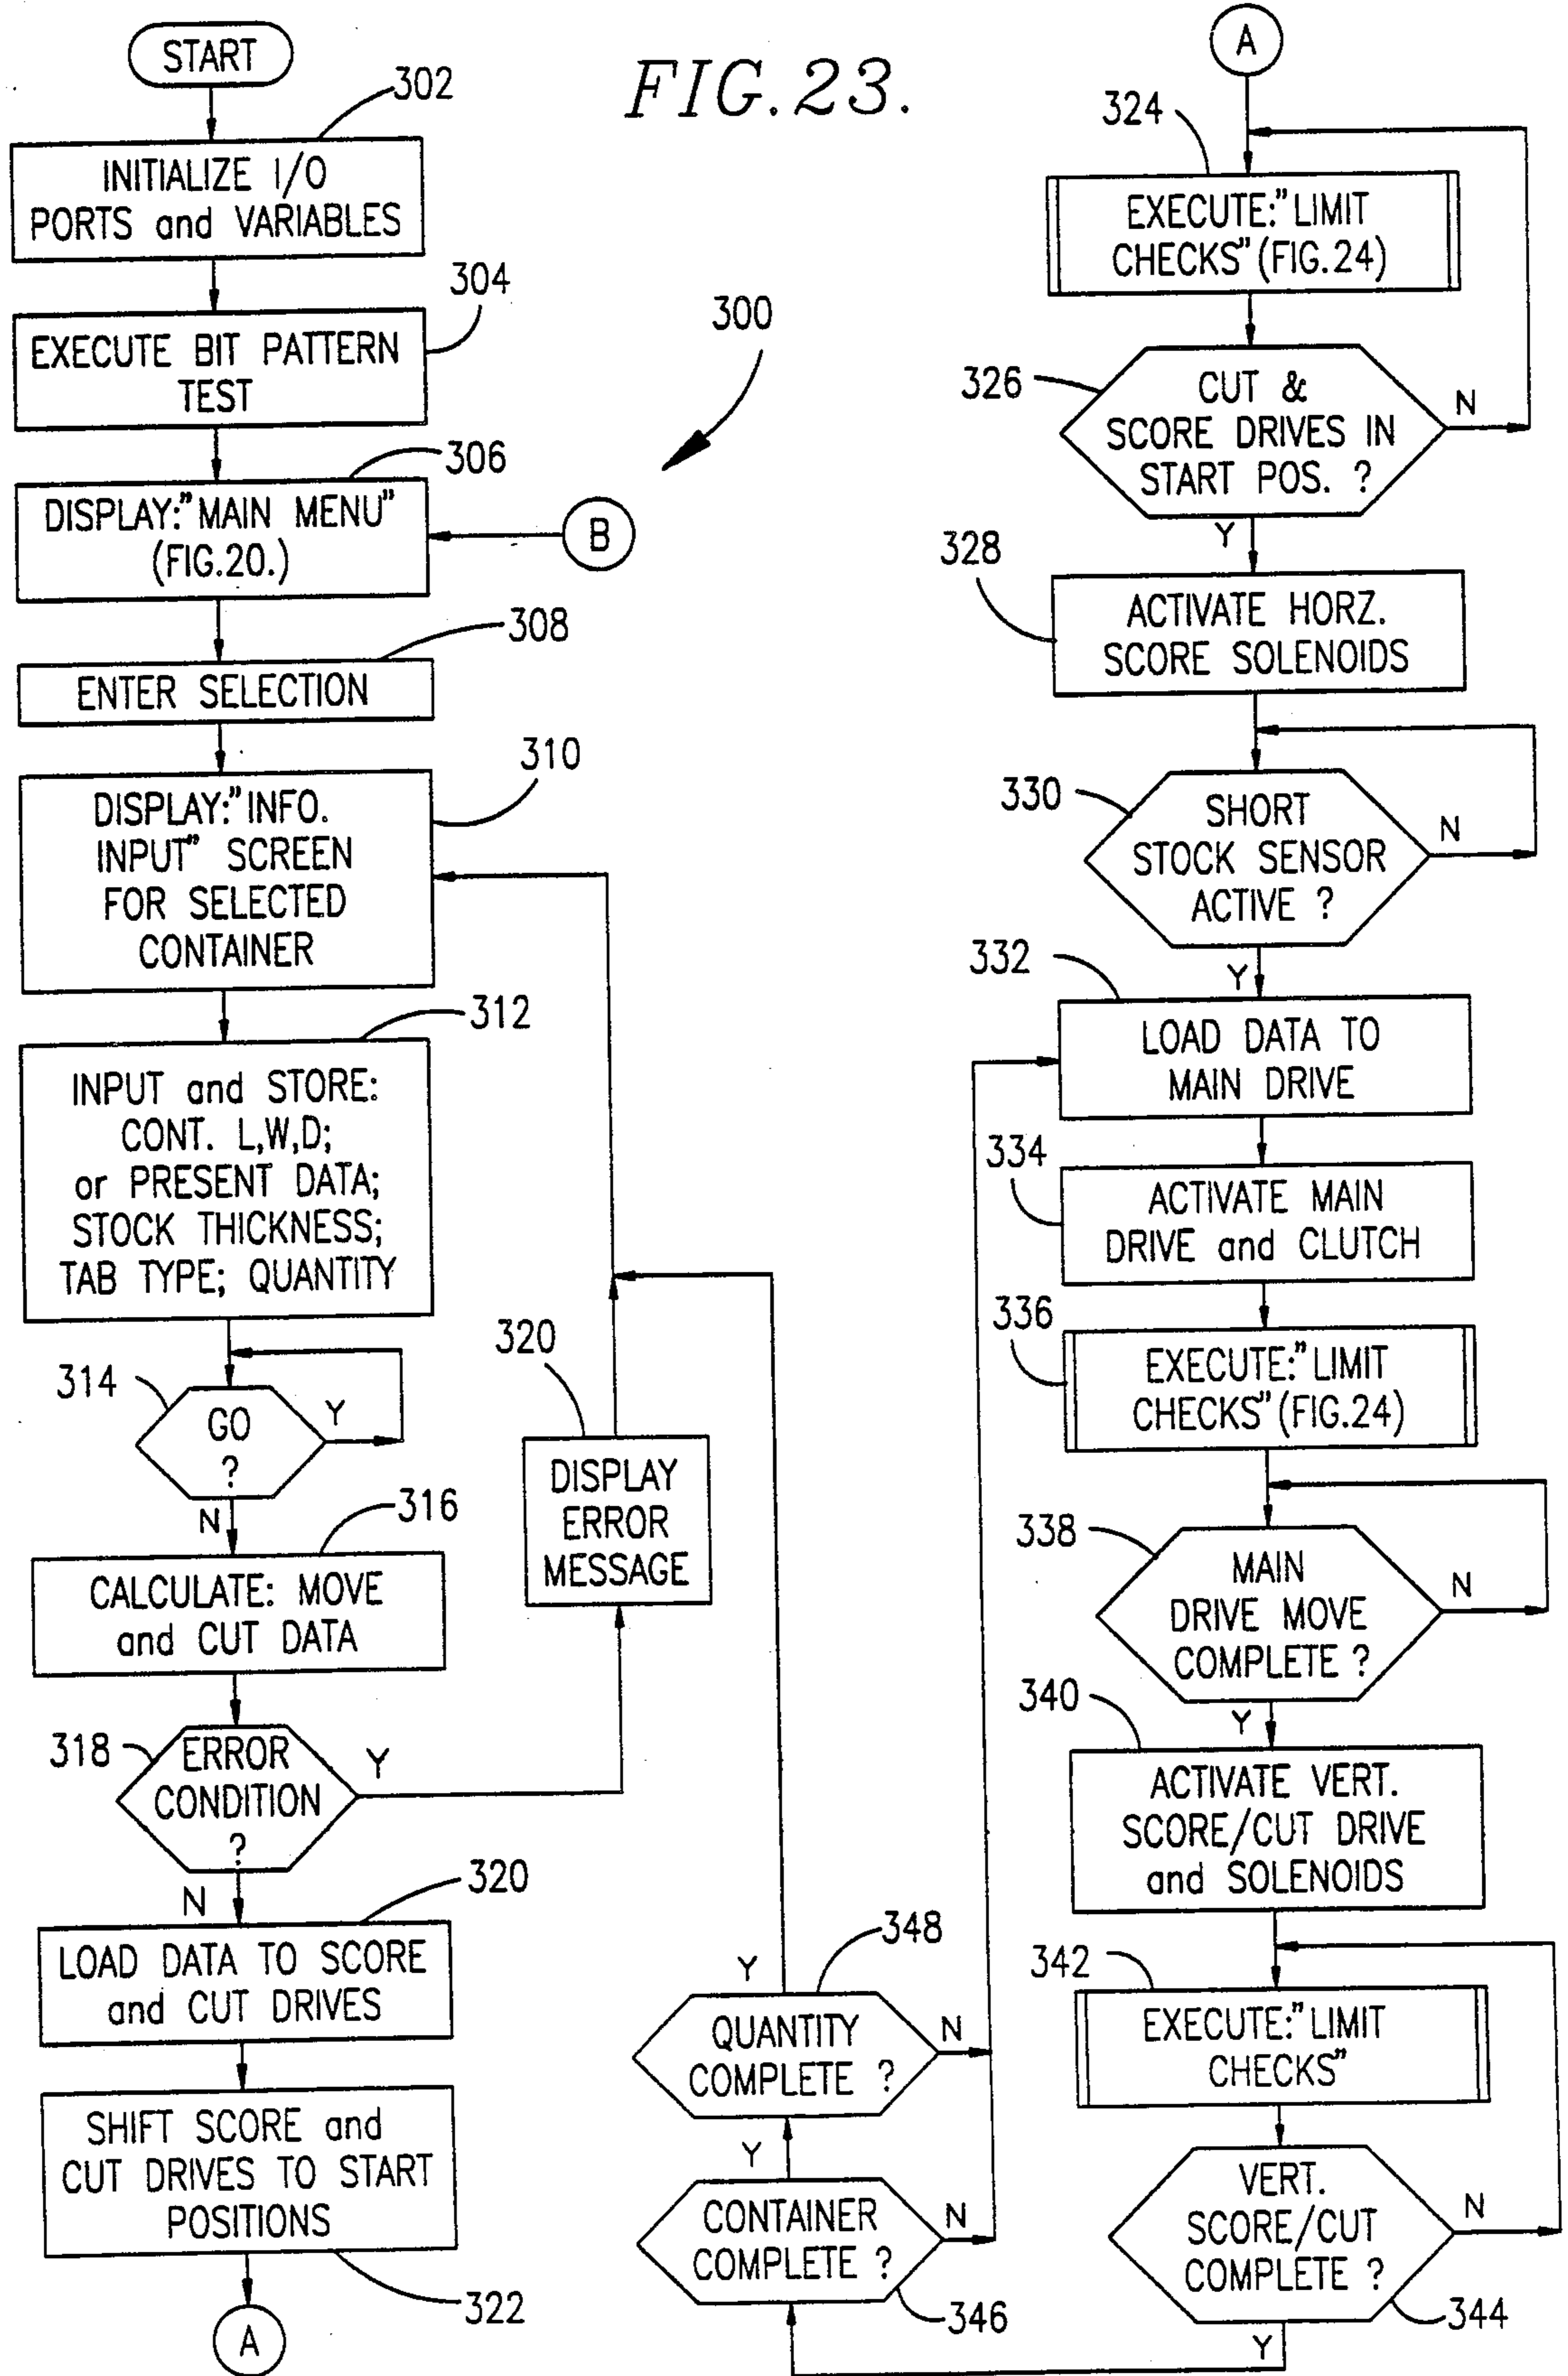 FIG.23.
START
302
INITIALIZE I/O
PORTS and VARIABLES
304
EXECUTE BIT PATTERN
TEST
306
DISPLAY:"MAIN MENU"
(FIG.20.)
B
300
308
ENTER SELECTION
310
DISPLAY:"INFO.
INPUT" SCREEN
FOR SELECTED
CONTAINER
312
INPUT and STORE:
CONT. L,W,D;
or PRESENT DATA;
STOCK THICKNESS;
TAB TYPE; QUANTITY
314
GO
?
Y
N
316
CALCULATE: MOVE
and CUT DATA
318
ERROR
CONDITION
?
Y
N
320
DISPLAY
ERROR
MESSAGE
320
LOAD DATA TO SCORE
and CUT DRIVES
SHIFT SCORE and
CUT DRIVES TO START
POSITIONS
322
A
A
324
EXECUTE:"LIMIT
CHECKS"(FIG.24)
326
CUT &
SCORE DRIVES IN
START POS. ?
N
Y
328
ACTIVATE HORZ.
SCORE SOLENOIDS
330
SHORT
STOCK SENSOR
ACTIVE ?
N
Y
332
LOAD DATA TO
MAIN DRIVE
334
ACTIVATE MAIN
DRIVE and CLUTCH
336
EXECUTE:"LIMIT
CHECKS"(FIG.24)
338
MAIN
DRIVE MOVE
COMPLETE ?
N
Y
340
ACTIVATE VERT.
SCORE/CUT DRIVE
and SOLENOIDS
342
EXECUTE:"LIMIT
CHECKS"
VERT.
SCORE/CUT
COMPLETE ?
N
344
Y
348
Y
QUANTITY
COMPLETE ?
N
Y
CONTAINER
COMPLETE ?
N
346